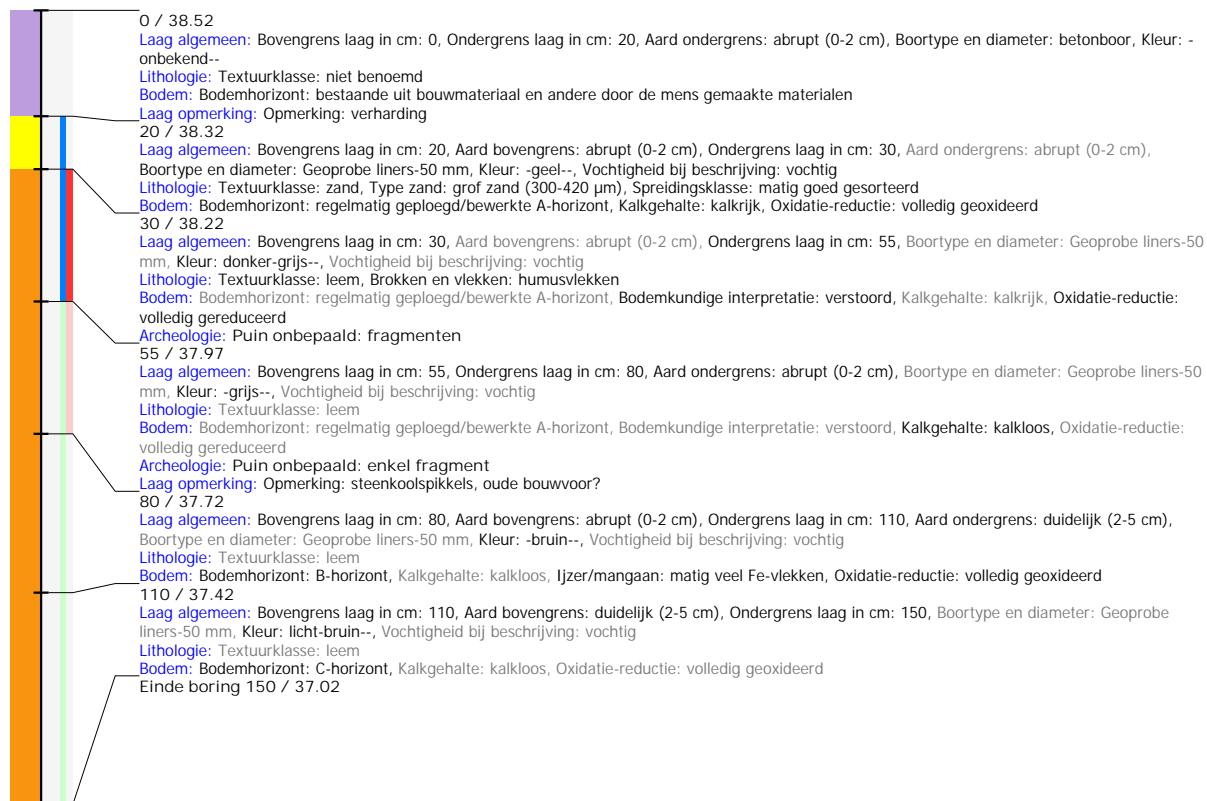 0 / 38.52
Laag algemeen: Bovengrens laag in cm: 0, Ondergrens laag in cm: 20, Aard ondergrens: abrupt (0-2 cm), Boortype en diameter: betonboor, Kleur: -
onbekend--
Lithologie: Textuurklasse: niet benoemd
Bodem: Bodemhorizont: bestaande uit bouwmateriaal en andere door de mens gemaakte materialen
Laag opmerking: Opmerking: verharding
20 / 38.32
Laag algemeen: Bovengrens laag in cm: 20, Aard bovengrens: abrupt (0-2 cm), Ondergrens laag in cm: 30, Aard ondergrens: abrupt (0-2 cm),
Boortype en diameter: Geoprobe liners-50 mm, Kleur: -geel--, Vochtigheid bij beschrijving: vochtig
Lithologie: Textuurklasse: zand, Type zand: grof zand (300-420 µm), Spreidingsklasse: matig goed gesorteerd
Bodem: Bodemhorizont: regelmatig geploegd/bewerkte A-horizont, Kalkgehalte: kalkrijk, Oxidatie-reductie: volledig geoxideerd
30 / 38.22
Laag algemeen: Bovengrens laag in cm: 30, Aard bovengrens: abrupt (0-2 cm), Ondergrens laag in cm: 55, Boortype en diameter: Geoprobe liners-50
mm, Kleur: donker-grijs--, Vochtigheid bij beschrijving: vochtig
Lithologie: Textuurklasse: leem, Brokken en vlekken: humusvlekken
Bodem: Bodemhorizont: regelmatig geploegd/bewerkte A-horizont, Bodemkundige interpretatie: verstoord, Kalkgehalte: kalkrijk, Oxidatie-reductie:
volledig gereduceerd
Archeologie: Puin onbepaald: fragmenten
55 / 37.97
Laag algemeen: Bovengrens laag in cm: 55, Ondergrens laag in cm: 80, Aard ondergrens: abrupt (0-2 cm), Boortype en diameter: Geoprobe liners-50
mm, Kleur: -grijs--, Vochtigheid bij beschrijving: vochtig
Lithologie: Textuurklasse: leem
Bodem: Bodemhorizont: regelmatig geploegd/bewerkte A-horizont, Bodemkundige interpretatie: verstoord, Kalkgehalte: kalkloos, Oxidatie-reductie:
volledig gereduceerd
Archeologie: Puin onbepaald: enkel fragment
Laag opmerking: Opmerking: steenkoolspikkels, oude bouwvoor?
80 / 37.72
Laag algemeen: Bovengrens laag in cm: 80, Aard bovengrens: abrupt (0-2 cm), Ondergrens laag in cm: 110, Aard ondergrens: duidelijk (2-5 cm),
Boortype en diameter: Geoprobe liners-50 mm, Kleur: -bruin--, Vochtigheid bij beschrijving: vochtig
Lithologie: Textuurklasse: leem
Bodem: Bodemhorizont: B-horizont, Kalkgehalte: kalkloos, Ijzer/mangaan: matig veel Fe-vlekken, Oxidatie-reductie: volledig geoxideerd
110 / 37.42
Laag algemeen: Bovengrens laag in cm: 110, Aard bovengrens: duidelijk (2-5 cm), Ondergrens laag in cm: 150, Boortype en diameter: Geoprobe
liners-50 mm, Kleur: licht-bruin--, Vochtigheid bij beschrijving: vochtig
Lithologie: Textuurklasse: leem
Bodem: Bodemhorizont: C-horizont, Kalkgehalte: kalkloos, Oxidatie-reductie: volledig geoxideerd
Einde boring 150 / 37.02